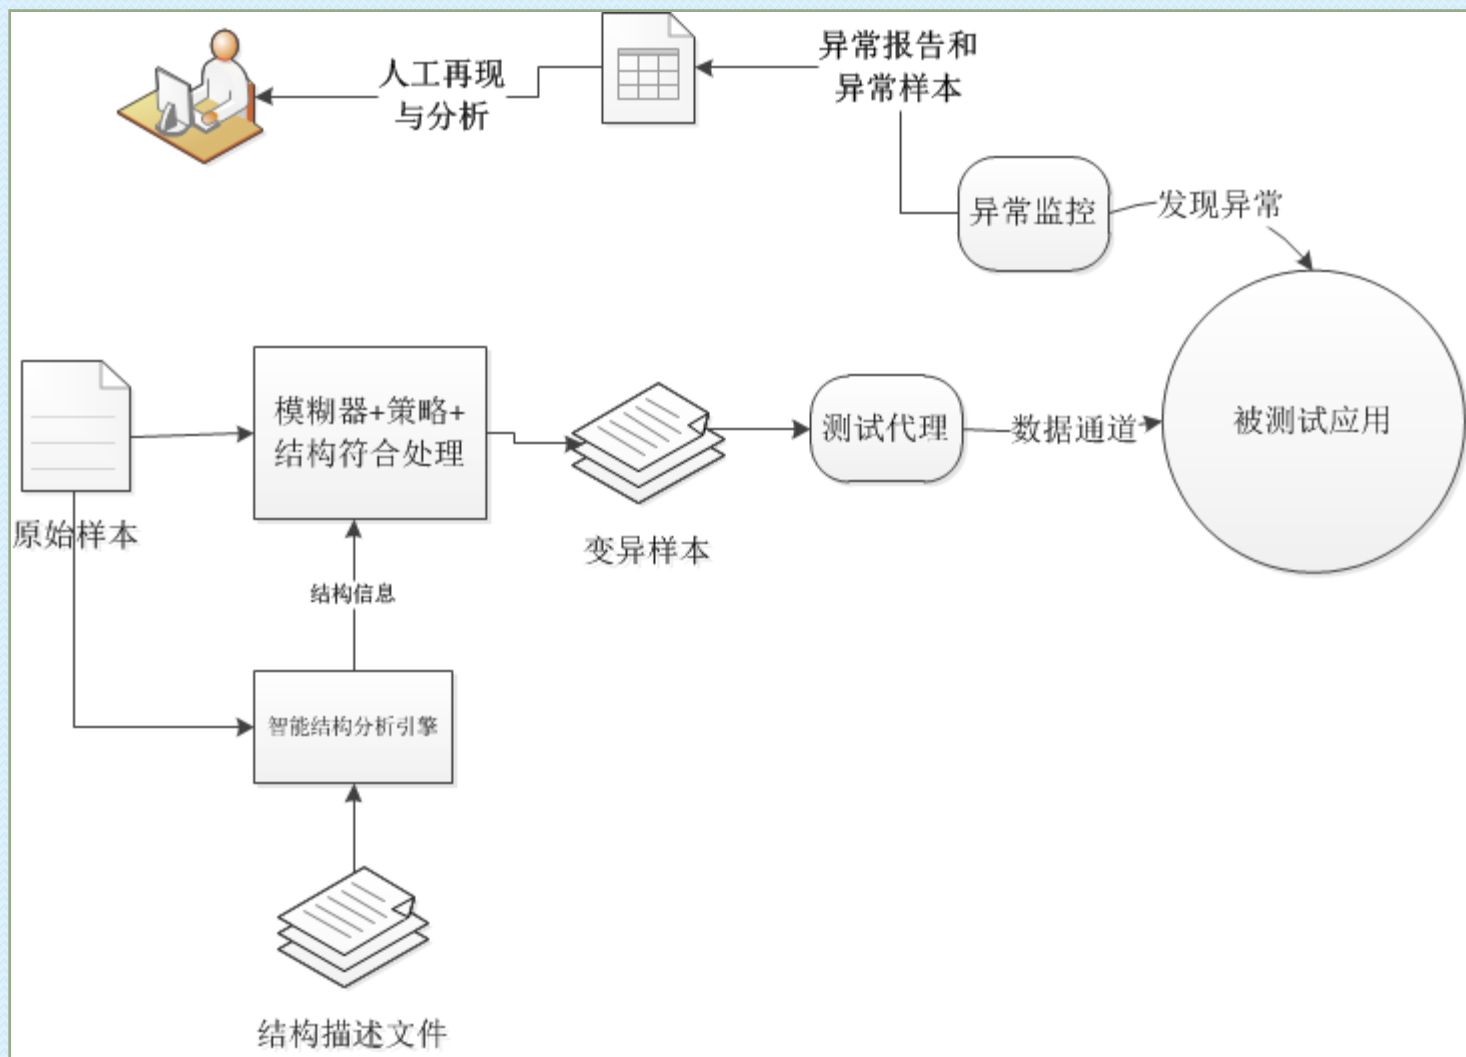 异常报告和
异常样本
人工再现
与分析
异常监控
发现异常
模糊器+策略+
结构符合处理
测试代理
数据通道
被测试应用
原始样本
变异样本
结构信息
智能结构分析引擎
结构描述文件